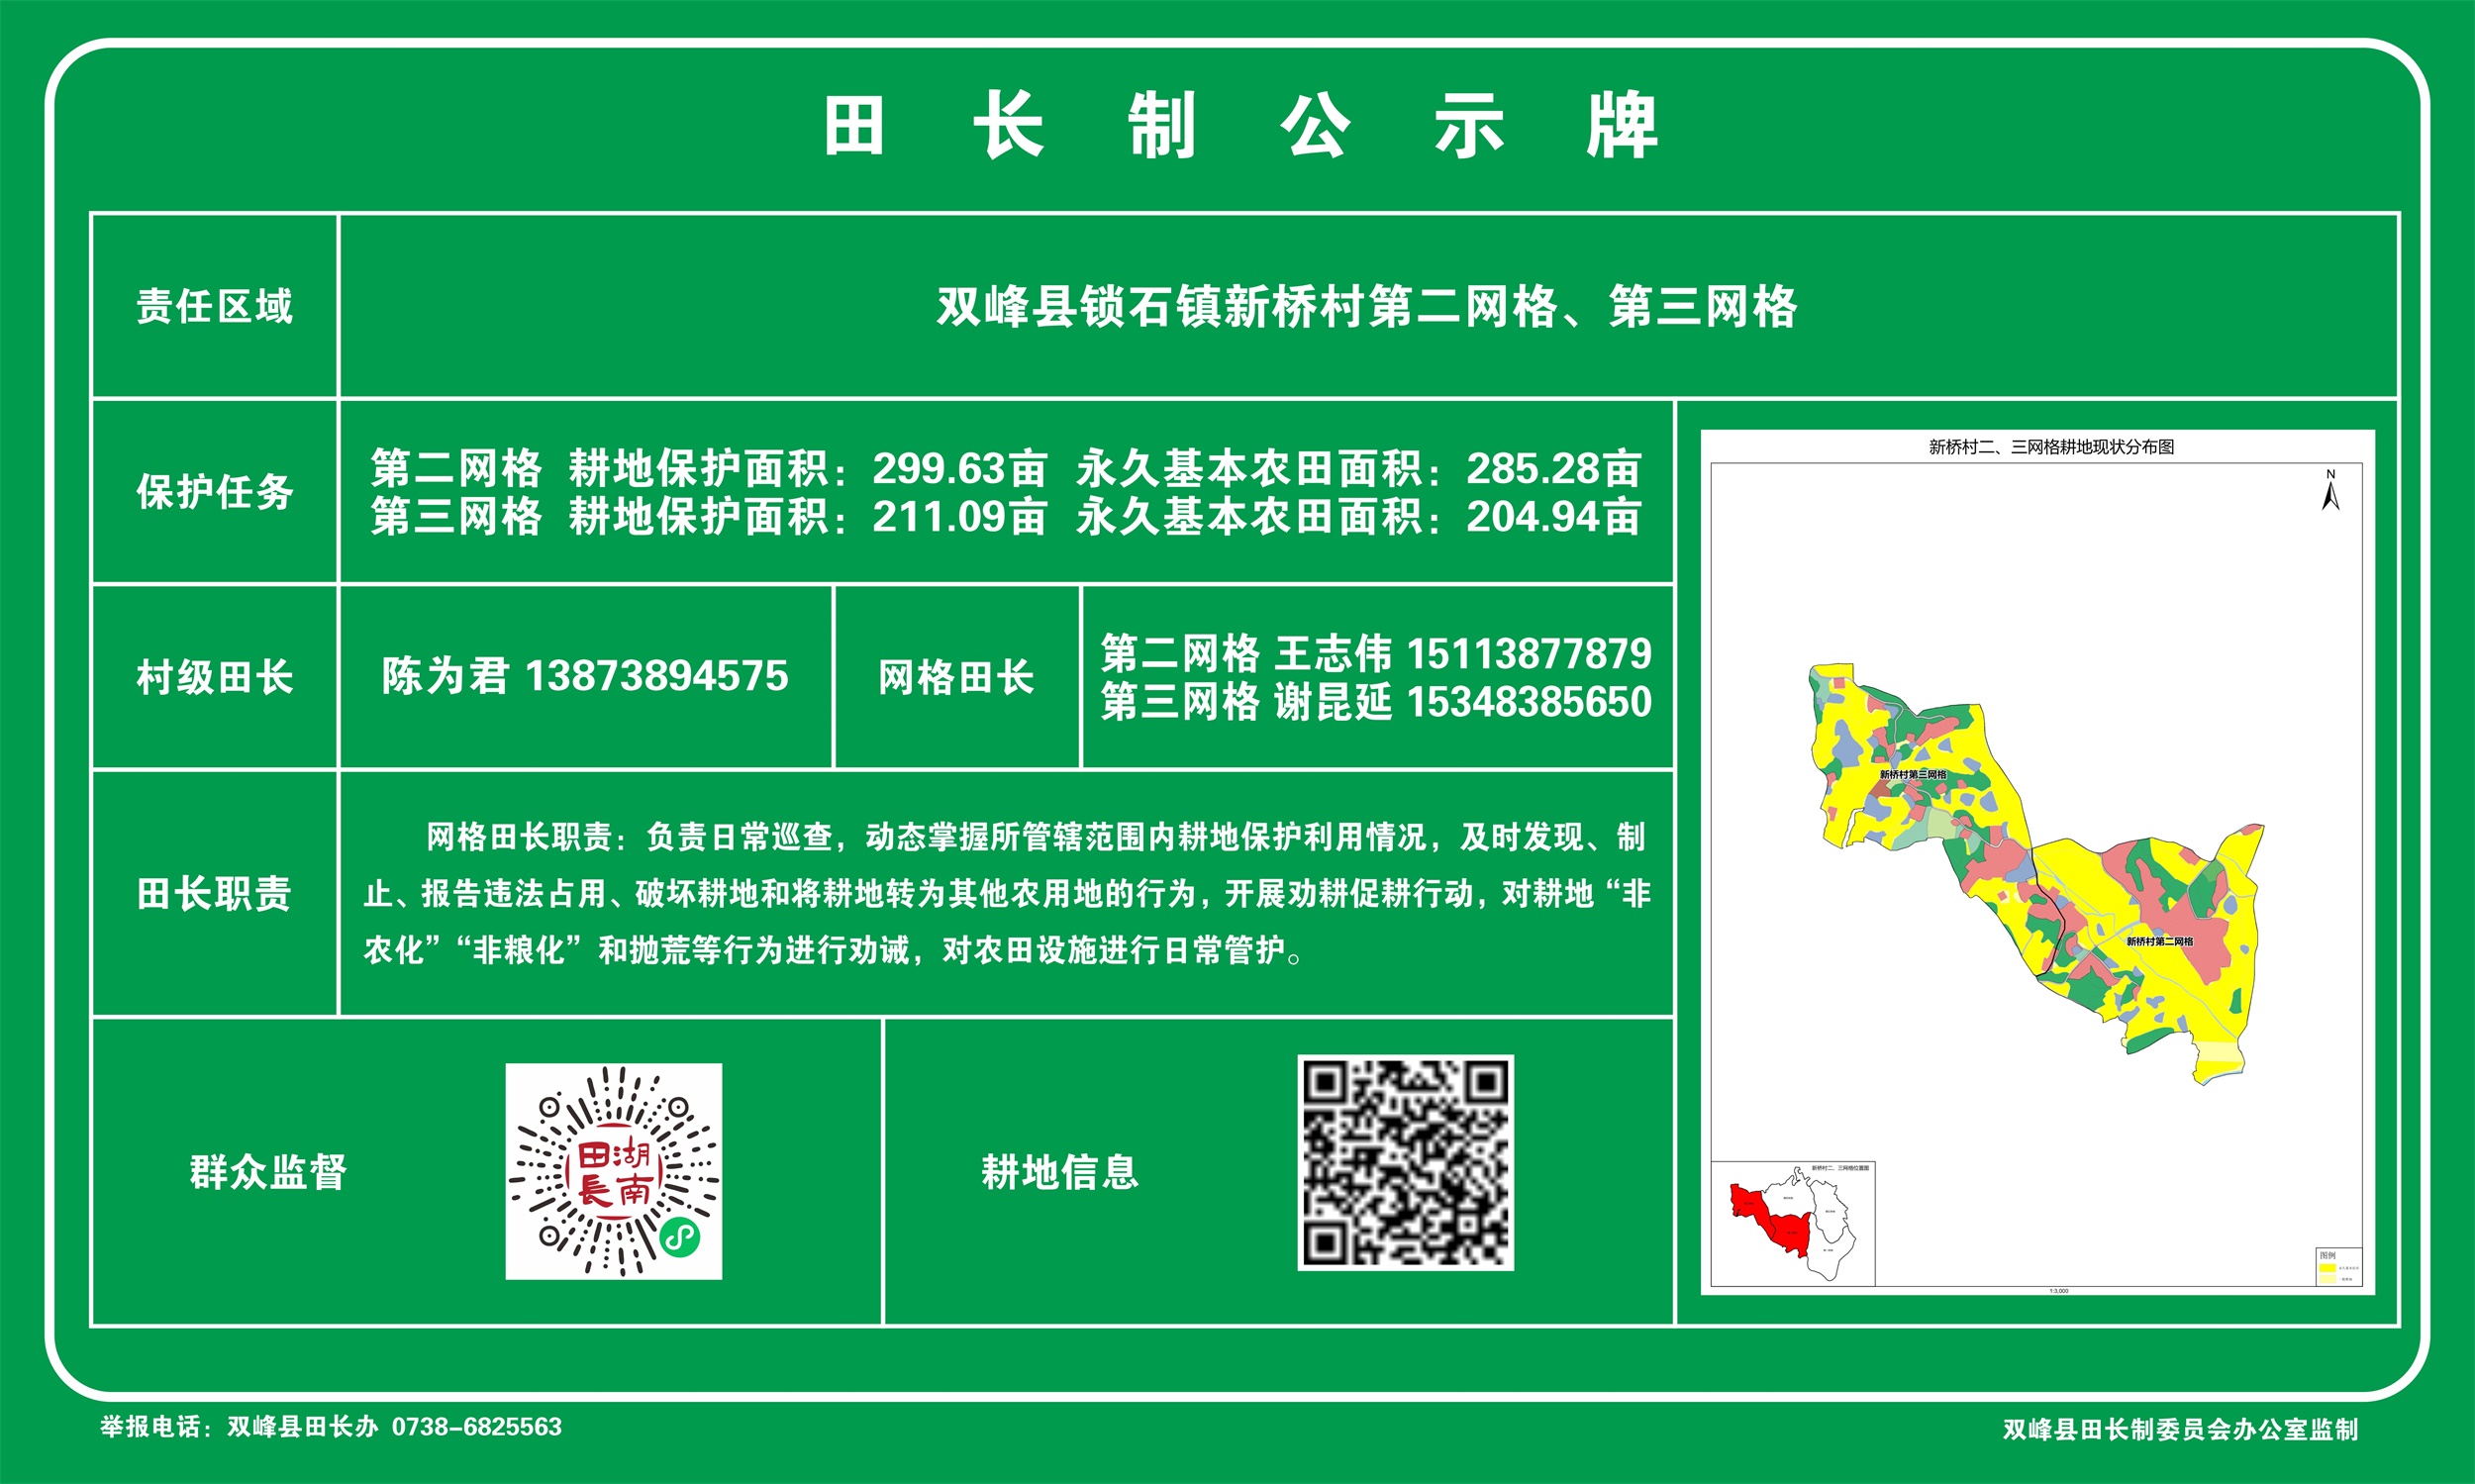 田长制公示牌
责任区域
双峰县锁石镇新桥村第二网格、第三网格
保护任务
第二网格 耕地保护面积：299.63亩 永久基本农田面积：285.28亩
第三网格 耕地保护面积：211.09亩 永久基本农田面积：204.94亩
村级田长
陈为君 13873894575
网格田长
第二网格 王志伟 15113877879
第三网格 谢昆延 15348385650
田长职责
网格田长职责：负责日常巡查，动态掌握所管辖范围内耕地保护利用情况，及时发现、制
止、报告违法占用、破坏耕地和将耕地转为其他农用地的行为，开展劝耕促耕行动，对耕地“非
农化”“非粮化”和抛荒等行为进行劝诫，对农田设施进行日常管护。
群众监督
湖南田長
耕地信息
新桥村二、三网格耕地现状分布图
N
新桥村第三网格
新桥村第二网格
新桥村二、三网格位置图
图例
1:3,000
举报电话：双峰县田长办 0738-6825563
双峰县田长制委员会办公室监制